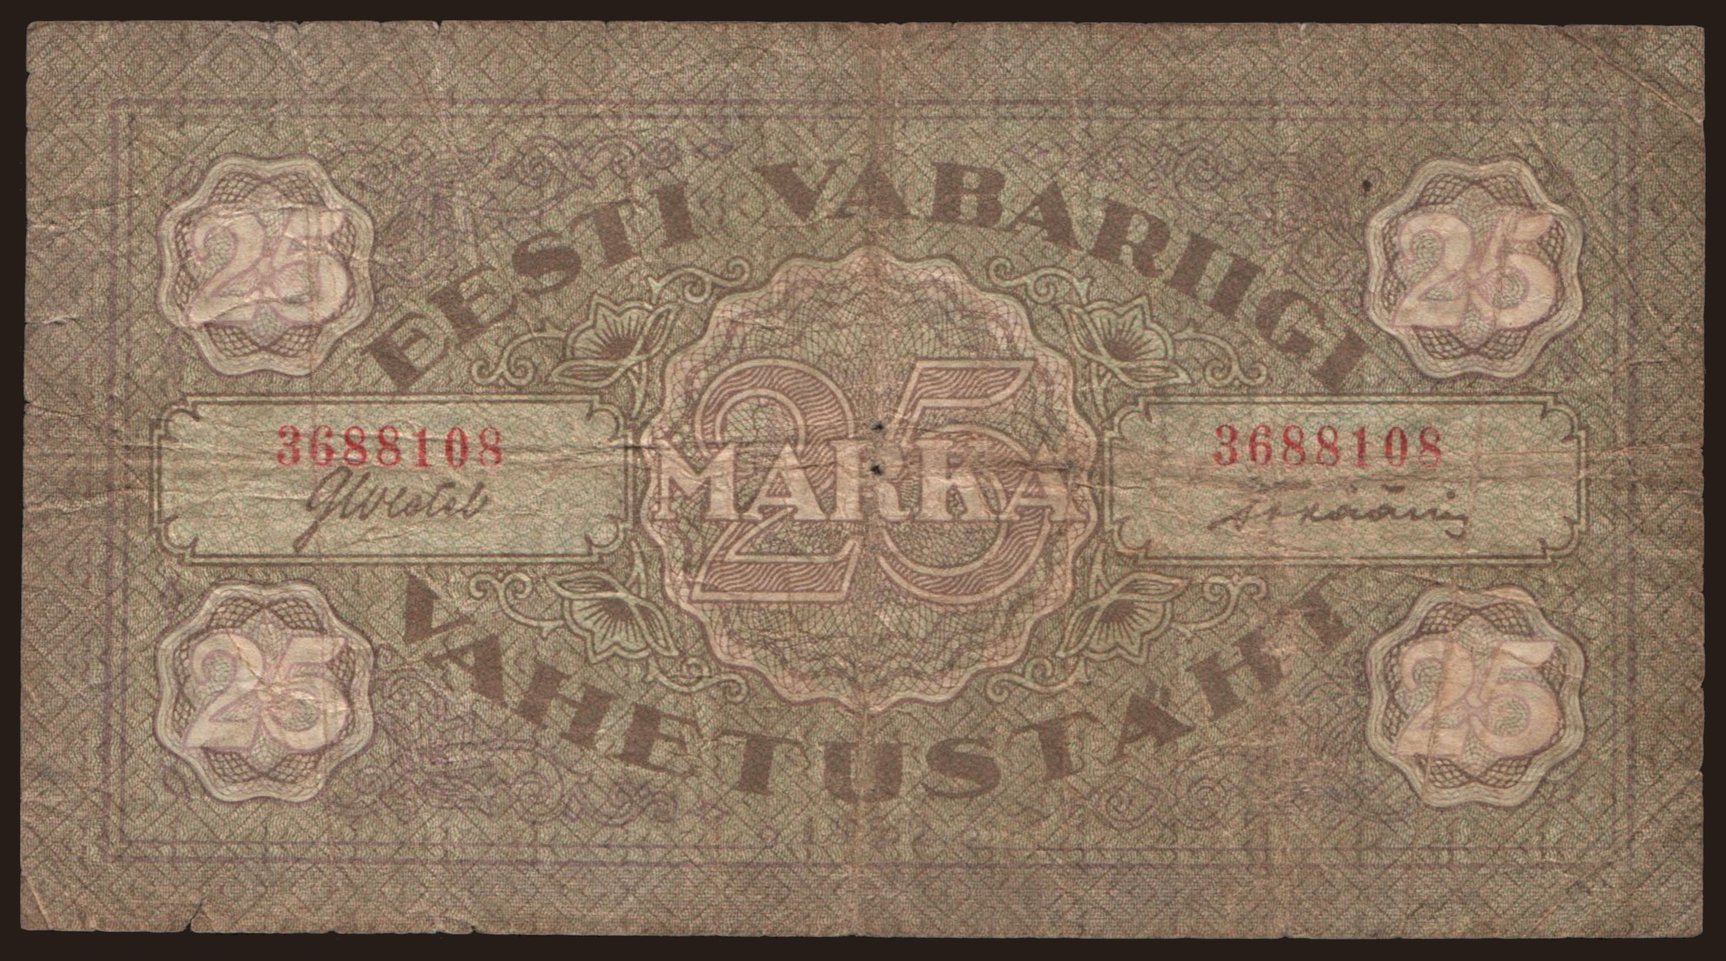 EESTI VABARIIGI
25 25
3688108 3688108
25
MARKA
VAHETUSTÄHT
25 25